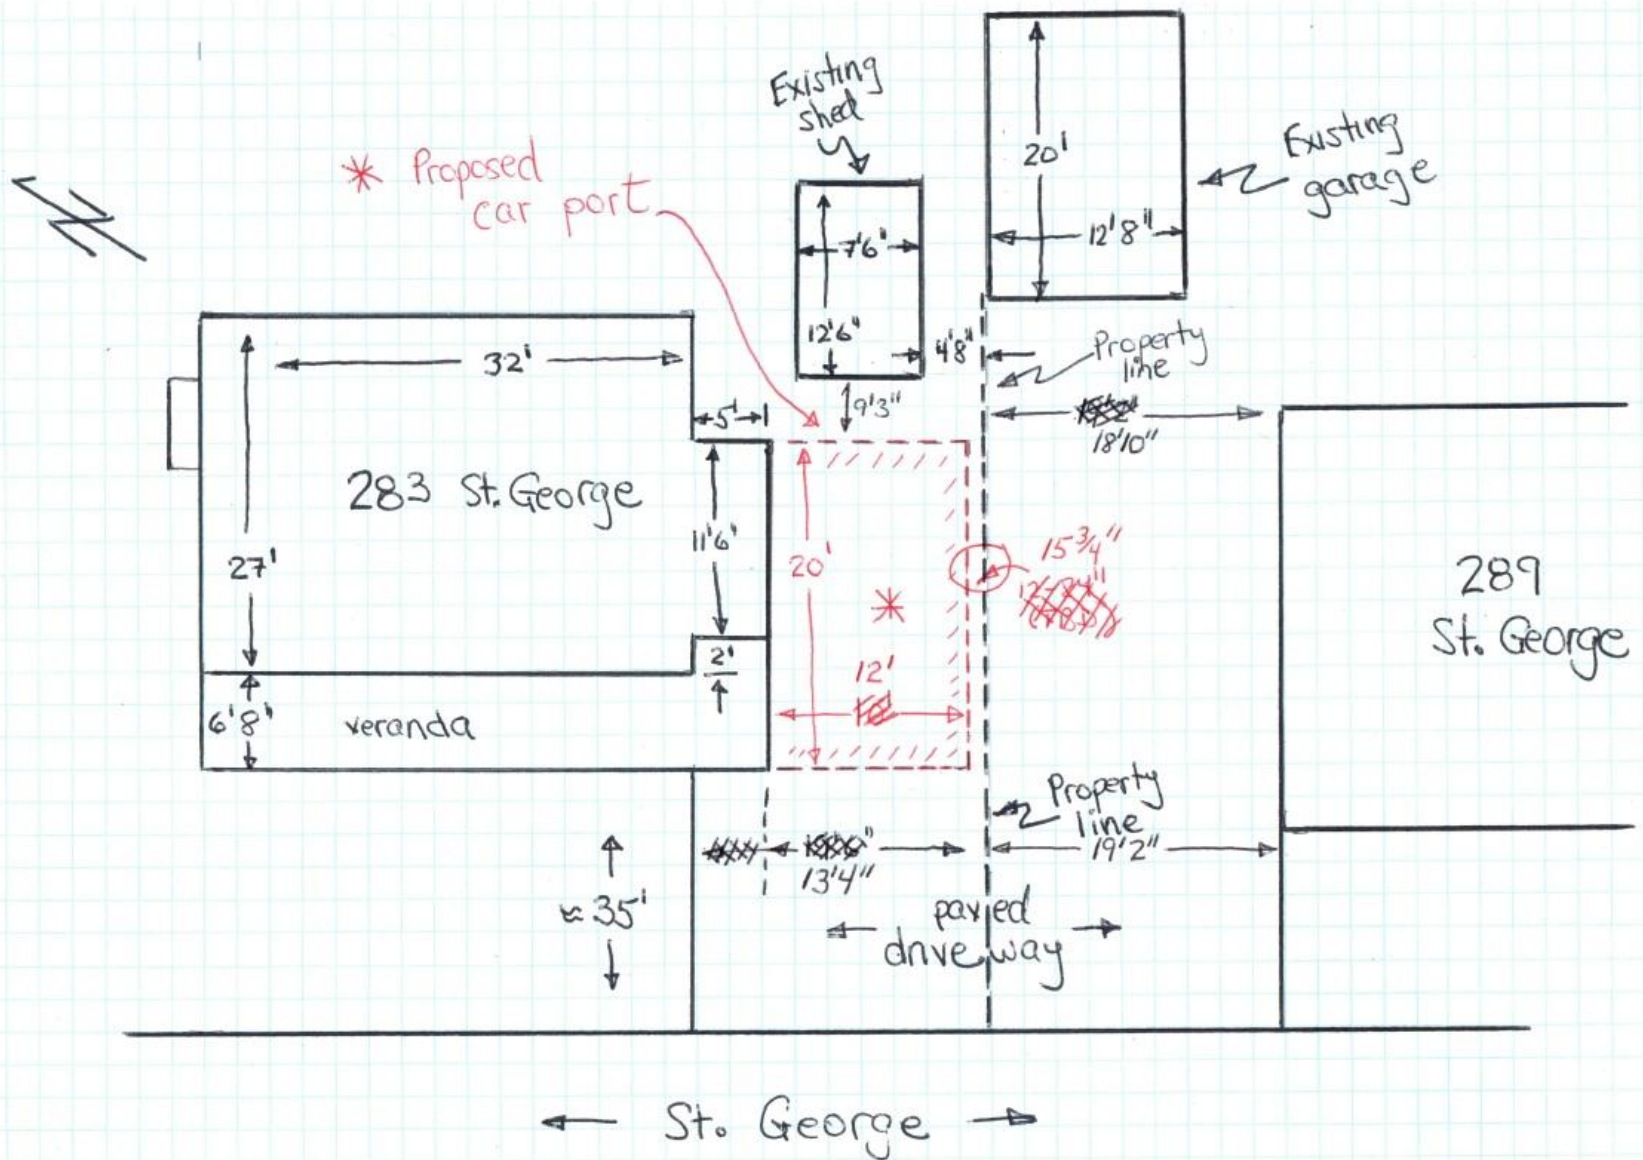 Existing
shed
* Proposed
car port
20'
12'8"
Existing
garage
7'6"
12'6"
4'8"
Property
line
32'
5'
9'3"
18'10"
283 St. George
27'
11'6"
20'
15 3/4"
289
St. George
*
2'
12'
6'8"
veranda
Property
line
13'4"
19'2"
≈ 35'
paved
driveway
St. George